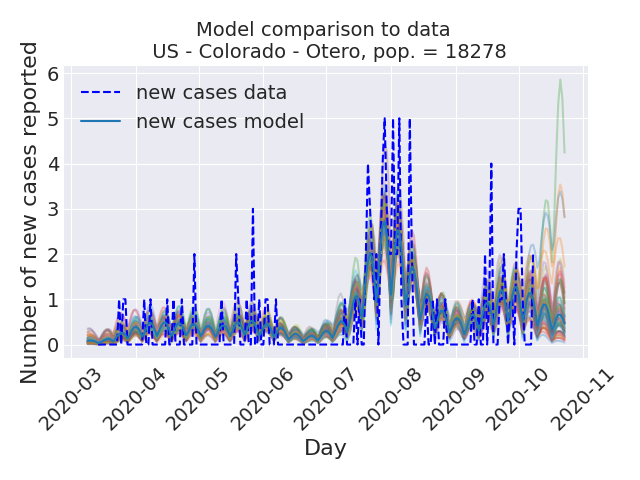 Model comparison to data
US - Colorado - Otero, pop. = 18278
Number of new cases reported
6
5
4
3
2
1
0
new cases data
new cases model
2020-03
2020-04
2020-05
2020-06
2020-07
2020-08
2020-09
2020-10
2020-11
Day